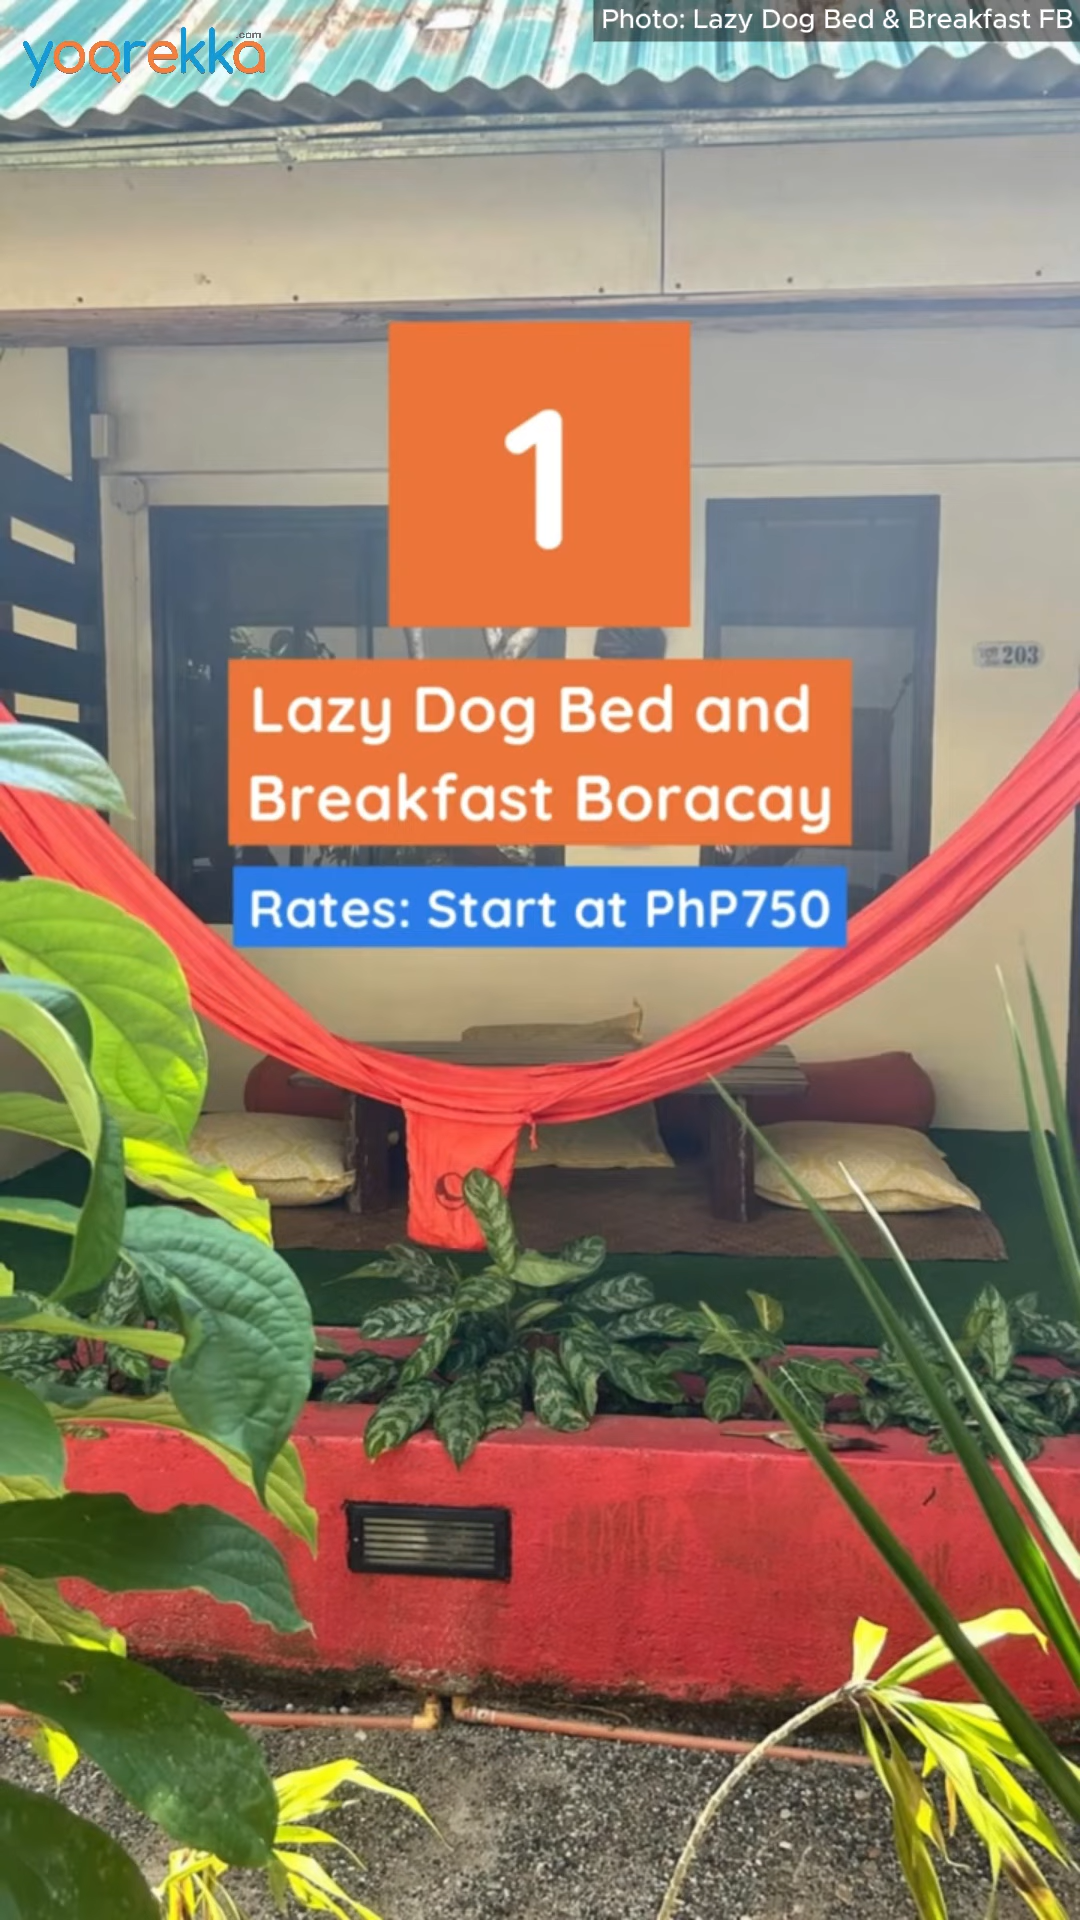 Photo: Lazy Dog Bed & Breakfast FB
yoorekka.com
1
203
Lazy Dog Bed and
Breakfast Boracay
Rates: Start at PhP750